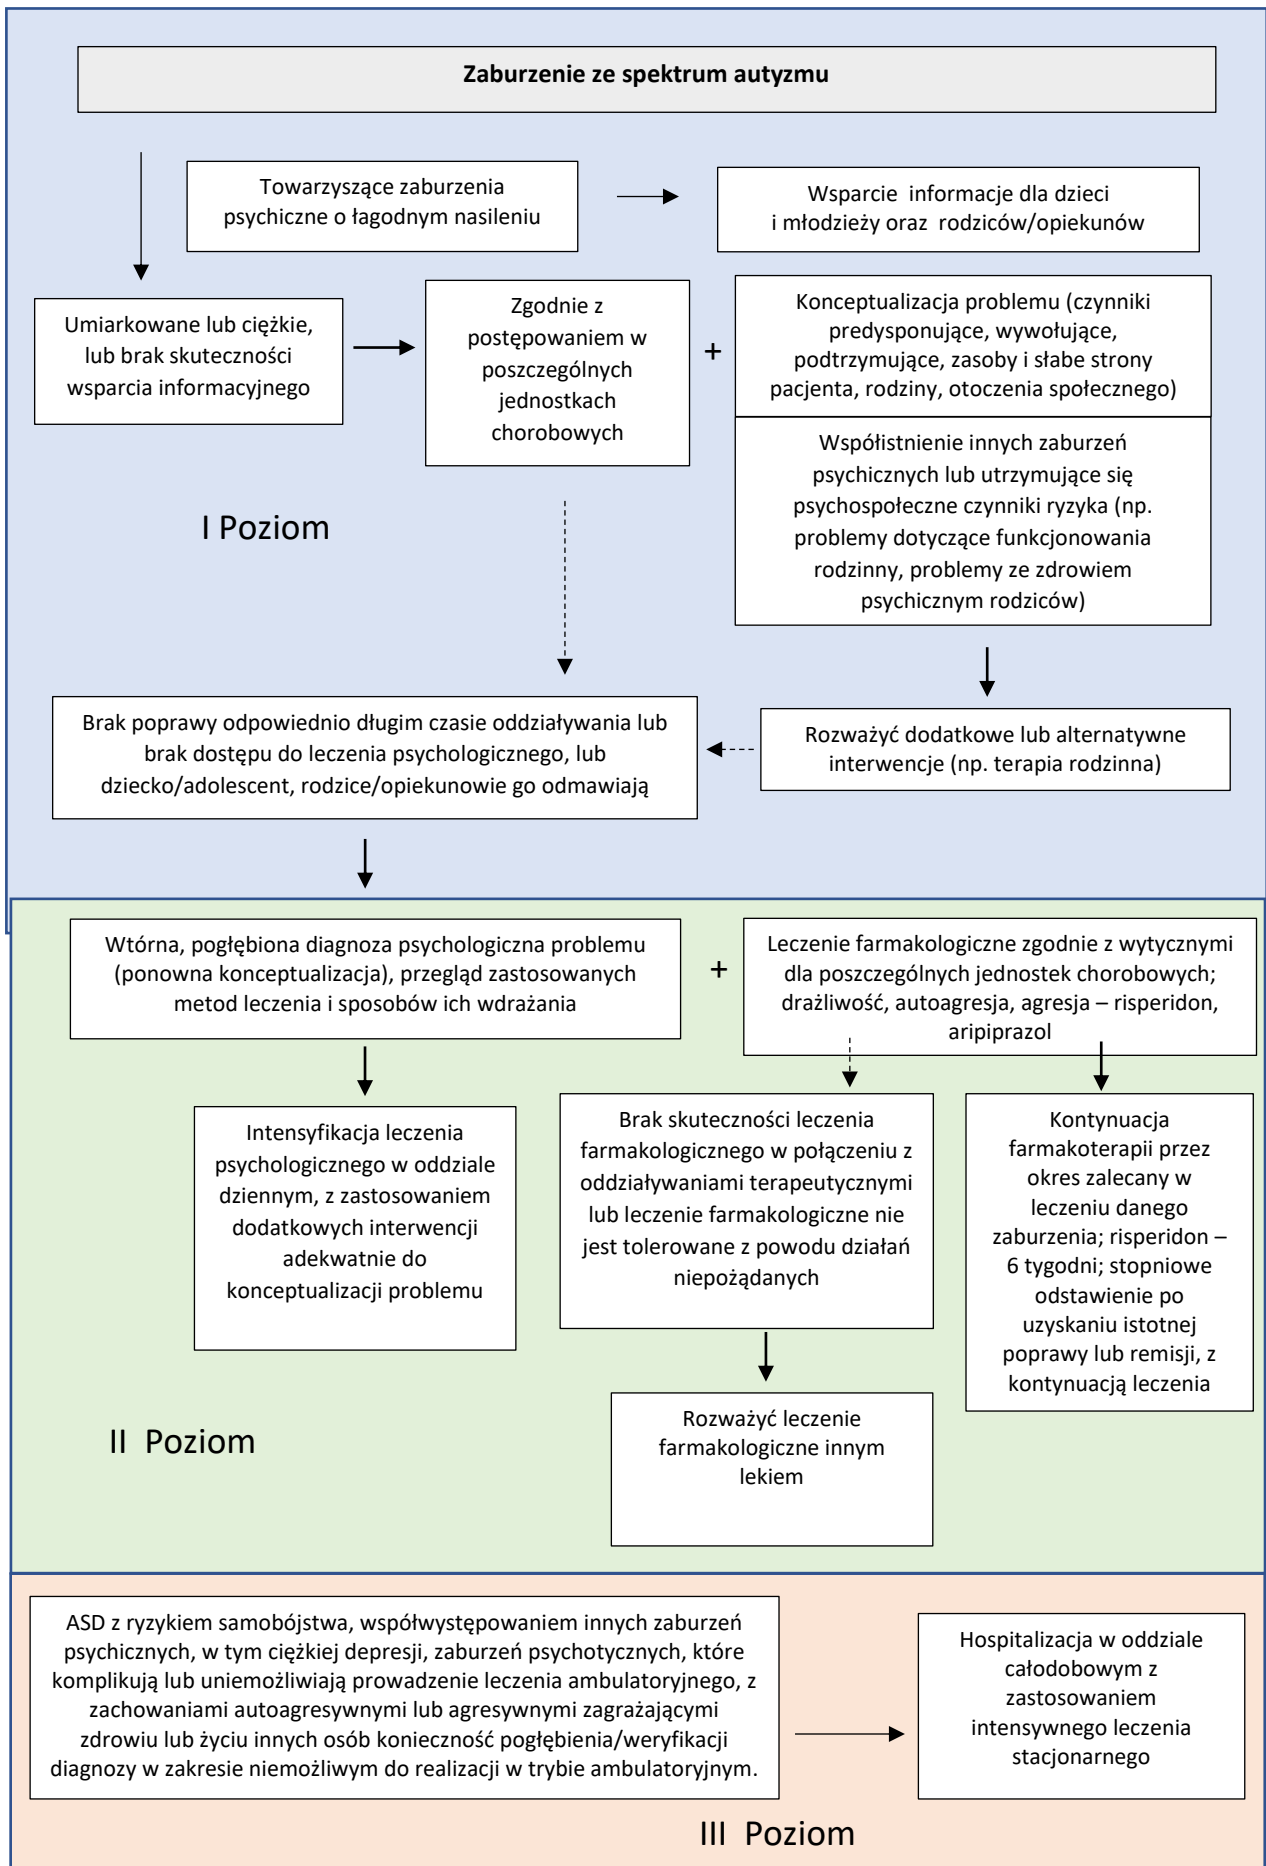 Zaburzenie ze spektrum autyzmu
Towarzyszące zaburzenia
psychiczne o łagodnym nasileniu
Wsparcie informacje dla dzieci
i młodzieży oraz rodziców/opiekunów
Umiarkowane lub ciężkie,
lub brak skuteczności
wsparcia informacyjnego
Zgodnie z
postępowaniem w
poszczególnych
jednostkach
chorobowych
+
Konceptualizacja problemu (czynniki
predysponujące, wywołujące,
podtrzymujące, zasoby i słabe strony
pacjenta, rodziny, otoczenia społecznego)
Współistnienie innych zaburzeń
psychicznych lub utrzymujące się
psychospołeczne czynniki ryzyka (np.
problemy dotyczące funkcjonowania
rodzinny, problemy ze zdrowiem
psychicznym rodziców)
I Poziom
Brak poprawy odpowiednio długim czasie oddziaływania lub
brak dostępu do leczenia psychologicznego, lub
dziecko/adolescent, rodzice/opiekunowie go odmawiają
Rozważyć dodatkowe lub alternatywne
interwencje (np. terapia rodzinna)
Wtórna, pogłębiona diagnoza psychologiczna problemu
(ponowna konceptualizacja), przegląd zastosowanych
metod leczenia i sposobów ich wdrażania
+
Leczenie farmakologiczne zgodnie z wytycznymi
dla poszczególnych jednostek chorobowych;
drażliwość, autoagresja, agresja – risperidon,
aripiprazol
Intensyfikacja leczenia
psychologicznego w oddziale
dziennym, z zastosowaniem
dodatkowych interwencji
adekwatnie do
konceptualizacji problemu
Brak skuteczności leczenia
farmakologicznego w połączeniu z
oddziaływaniami terapeutycznymi
lub leczenie farmakologiczne nie
jest tolerowane z powodu działań
niepożądanych
Kontynuacja
farmakoterapii przez
okres zalecany w
leczeniu danego
zaburzenia; risperidon –
6 tygodni; stopniowe
odstawienie po
uzyskaniu istotnej
poprawy lub remisji, z
kontynuacją leczenia
Rozważyć leczenie
farmakologiczne innym
lekiem
II Poziom
ASD z ryzykiem samobójstwa, współwystępowaniem innych zaburzeń
psychicznych, w tym ciężkiej depresji, zaburzeń psychotycznych, które
komplikują lub uniemożliwiają prowadzenie leczenia ambulatoryjnego, z
zachowaniami autoagresywnymi lub agresywnymi zagrażającymi
zdrowiu lub życiu innych osób konieczność pogłębienia/weryfikacji
diagnozy w zakresie niemożliwym do realizacji w trybie ambulatoryjnym.
Hospitalizacja w oddziale
całodobowym z
zastosowaniem
intensywnego leczenia
stacjonarnego
III Poziom